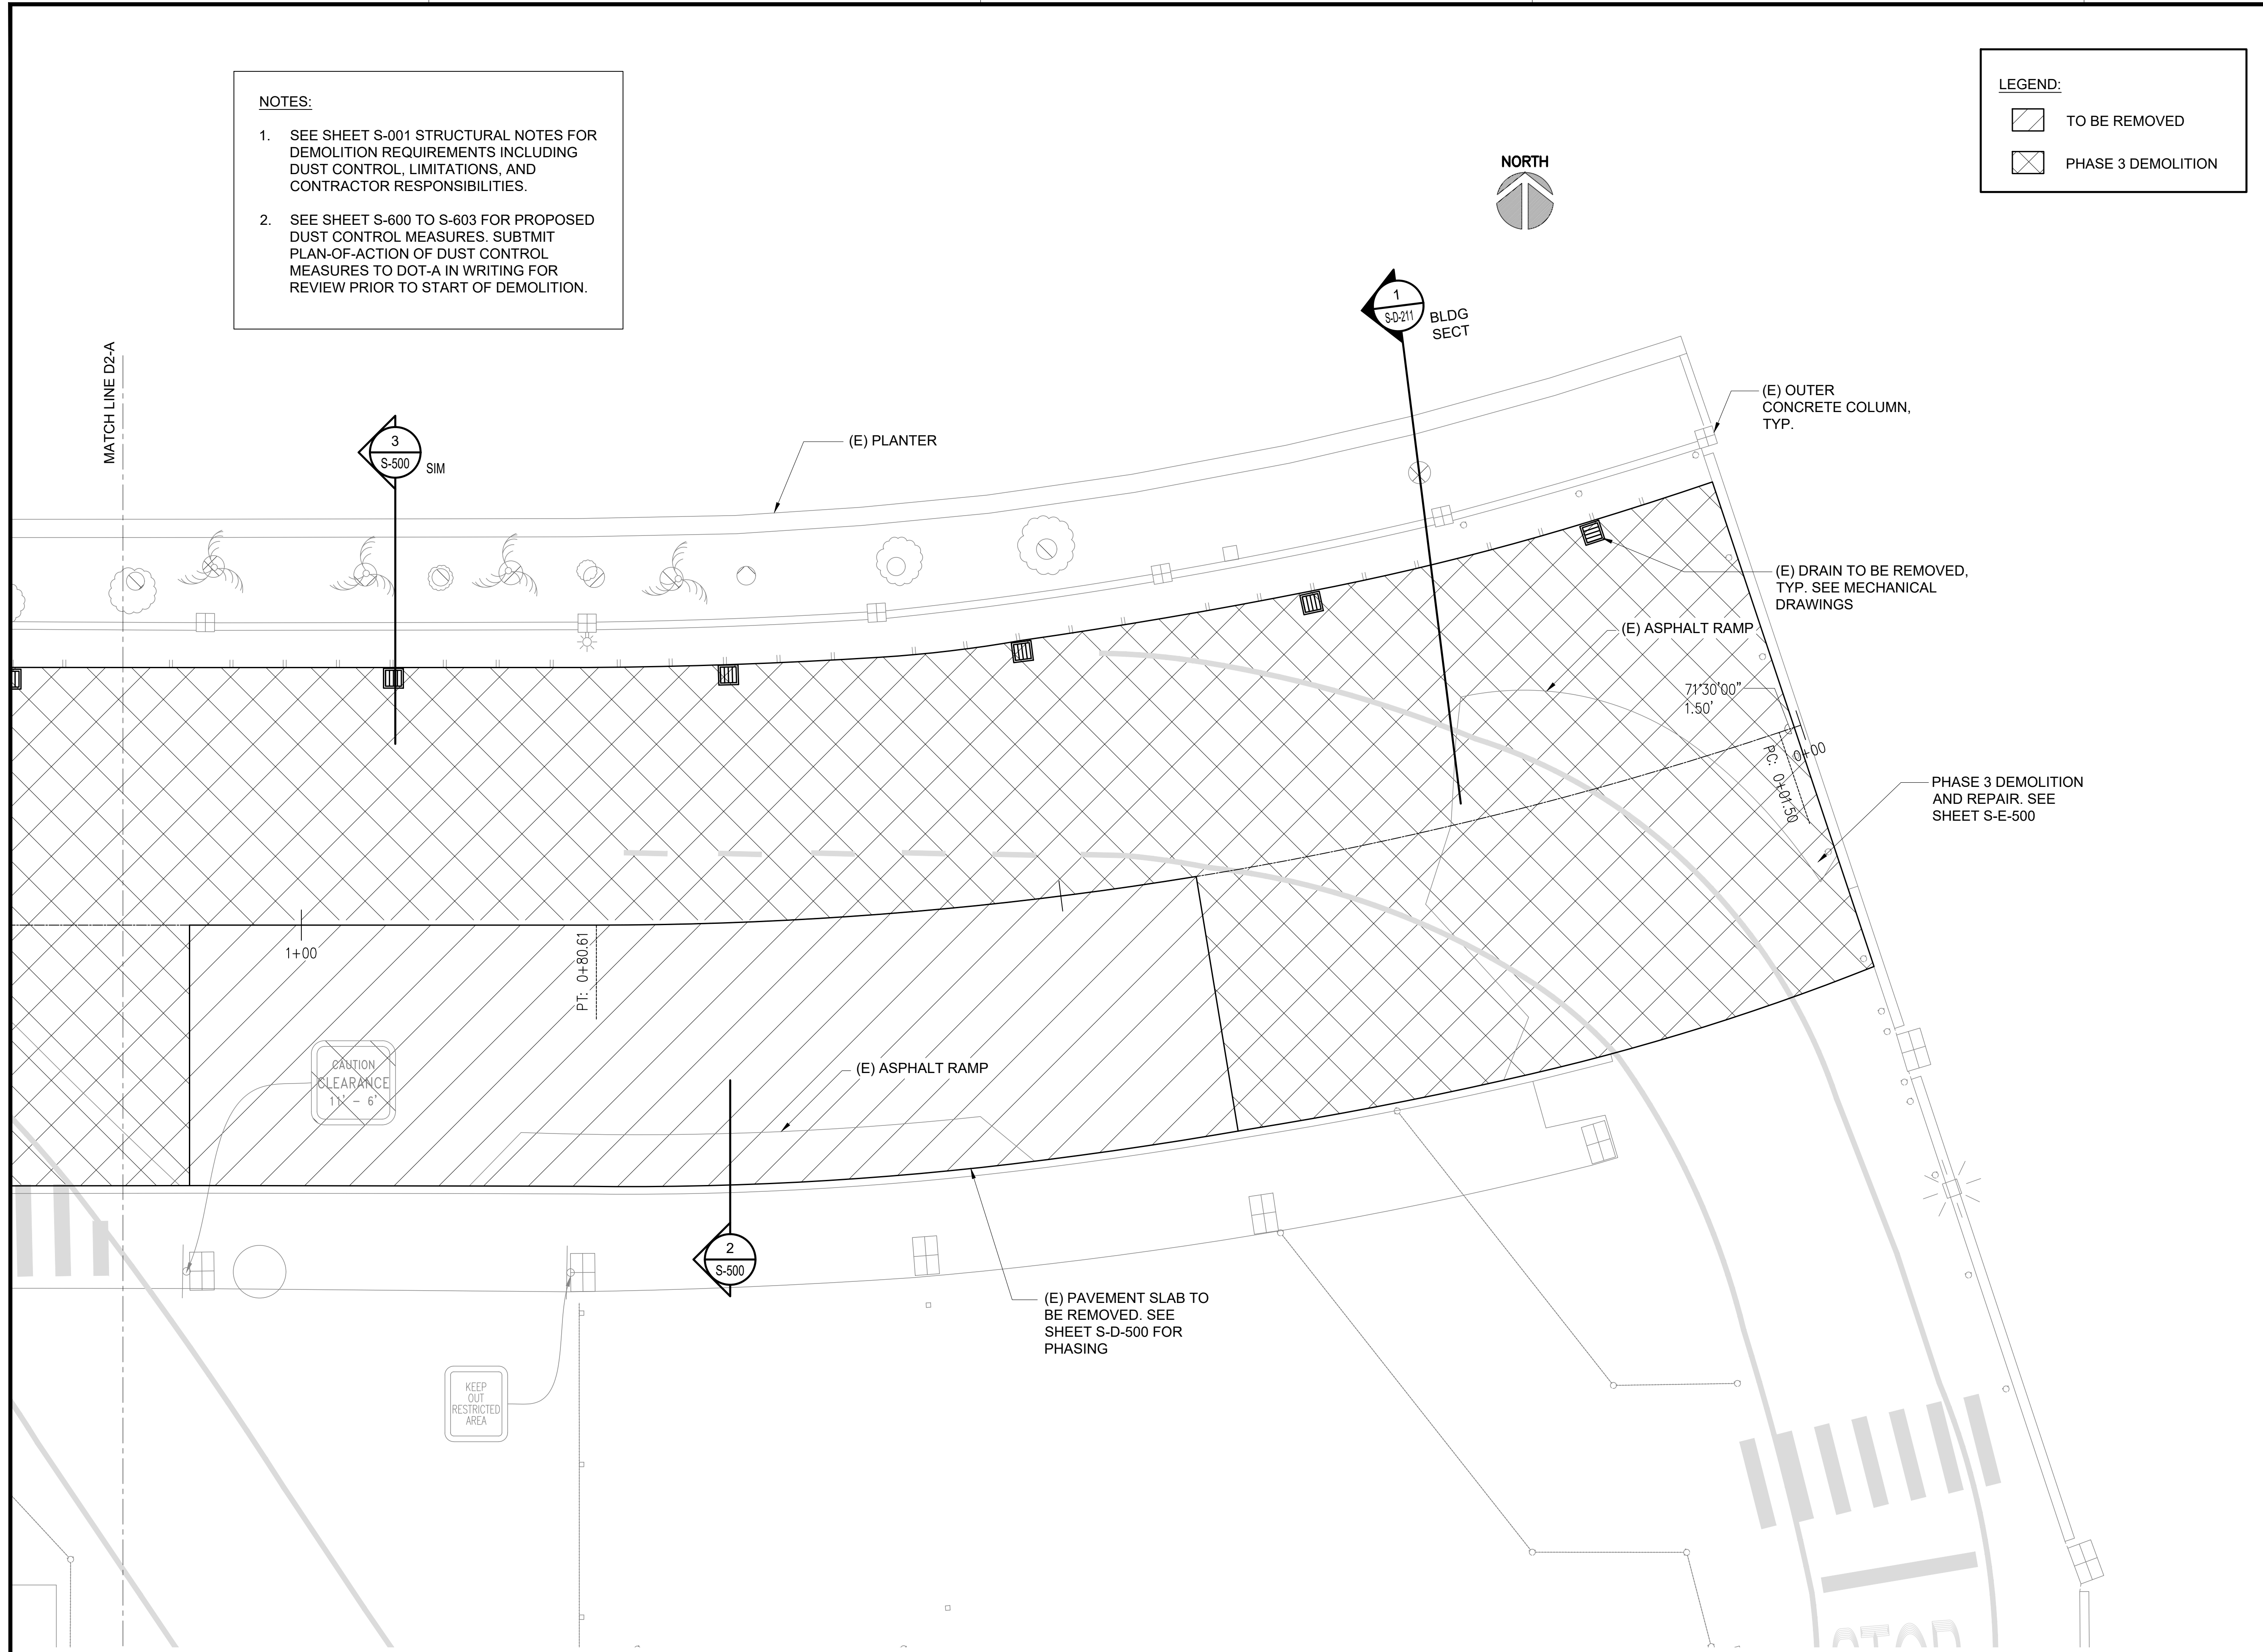 NOTES:
1. SEE SHEET S-001 STRUCTURAL NOTES FOR
DEMOLITION REQUIREMENTS INCLUDING
DUST CONTROL, LIMITATIONS, AND
CONTRACTOR RESPONSIBILITIES.
2. SEE SHEET S-600 TO S-603 FOR PROPOSED
DUST CONTROL MEASURES. SUBTMIT
PLAN-OF-ACTION OF DUST CONTROL
MEASURES TO DOT-A IN WRITING FOR
REVIEW PRIOR TO START OF DEMOLITION.
LEGEND:
TO BE REMOVED
PHASE 3 DEMOLITION
NORTH
1
S-D-211
BLDG
SECT
MATCH LINE D2-A
3
S-500
SIM
(E) PLANTER
(E) OUTER
CONCRETE COLUMN,
TYP.
(E) DRAIN TO BE REMOVED,
TYP. SEE MECHANICAL
DRAWINGS
(E) ASPHALT RAMP
71°30'00"
1.50'
0+00
PC: 0+01.50
PHASE 3 DEMOLITION
AND REPAIR. SEE
SHEET S-E-500
1+00
PT: 0+80.61
CAUTION
CLEARANCE
11' - 6'
(E) ASPHALT RAMP
2
S-500
(E) PAVEMENT SLAB TO
BE REMOVED. SEE
SHEET S-D-500 FOR
PHASING
KEEP
OUT
RESTRICTED
AREA
STOP